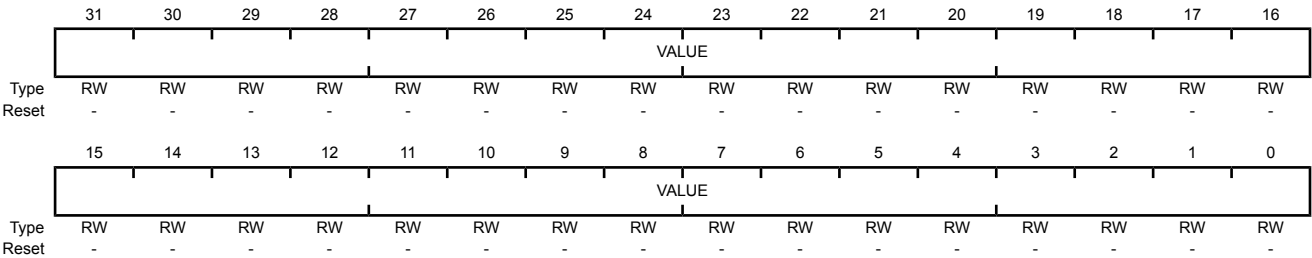 31 30 29 28 27 26 25 24 23 22 21 20 19 18 17 16
VALUE
Type RW RW RW RW RW RW RW RW RW RW RW RW RW RW RW RW
Reset - - - - - - - - - - - - - - - -
15 14 13 12 11 10 9 8 7 6 5 4 3 2 1 0
VALUE
Type RW RW RW RW RW RW RW RW RW RW RW RW RW RW RW RW
Reset - - - - - - - - - - - - - - - -